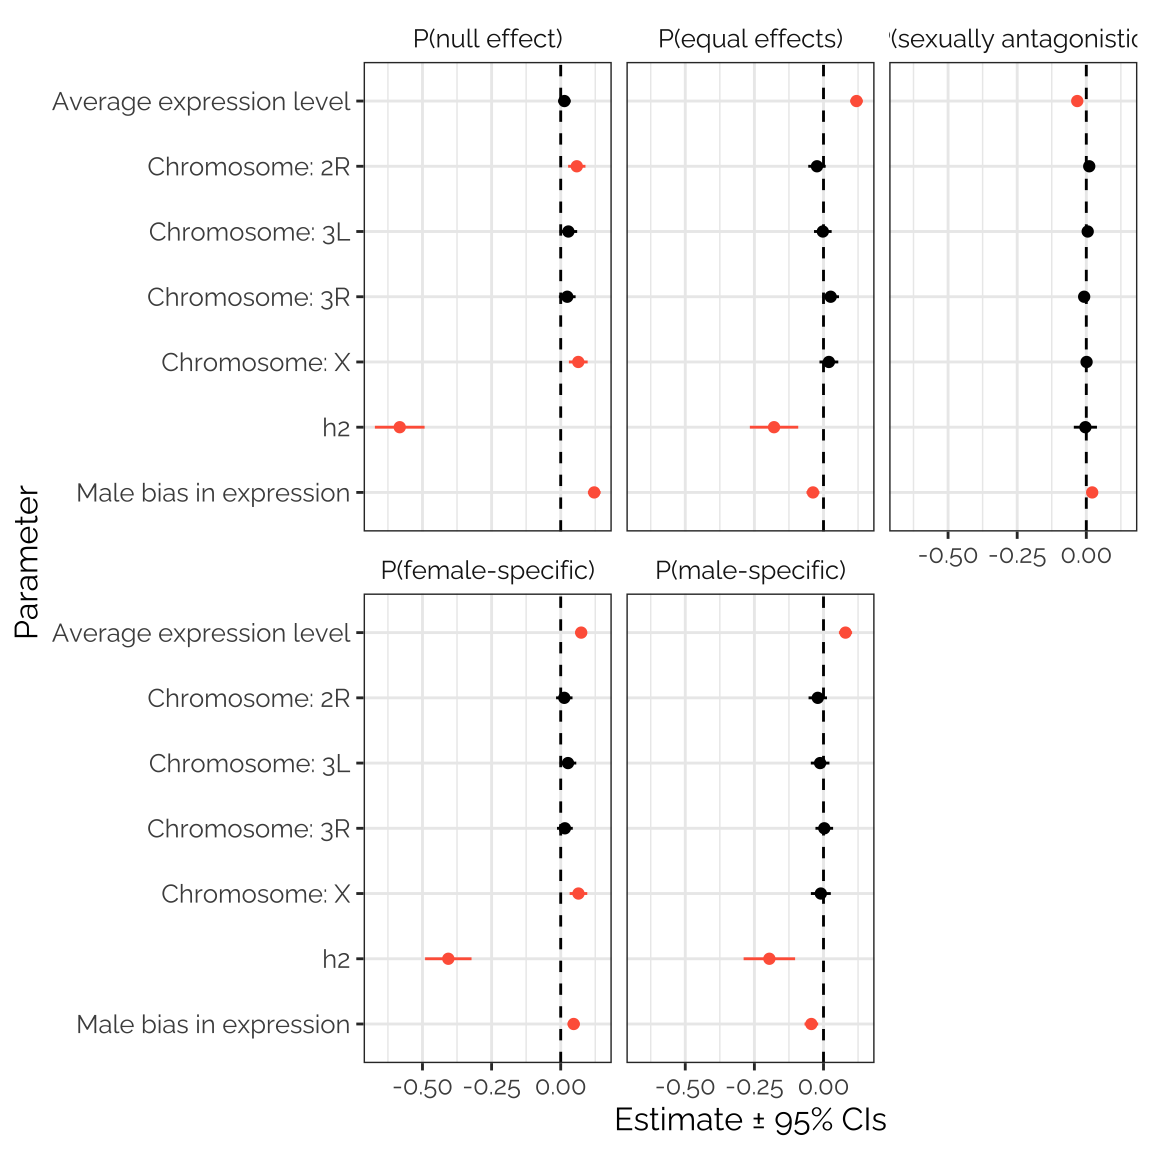 P(null effect)
P(equal effects)
(sexually antagonistic
Average expression level
Chromosome: 2R
Chromosome: 3L
Chromosome: 3R
Chromosome: X
h2
Male bias in expression
-0.50 -0.25 0.00
P(female-specific)
P(male-specific)
Average expression level
Chromosome: 2R
Chromosome: 3L
Chromosome: 3R
Chromosome: X
h2
Male bias in expression
-0.50 -0.25 0.00
-0.50 -0.25 0.00
Estimate ± 95% CIs
Parameter